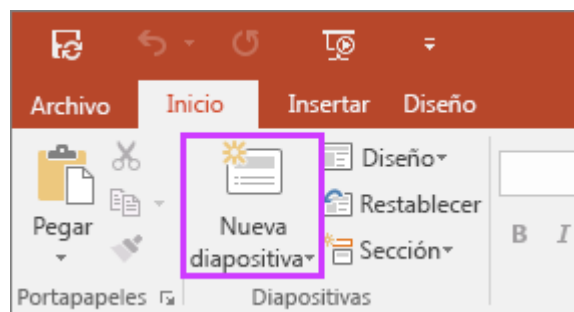 Archivo Inicio Insertar Diseño
Pegar
Nueva
diapositiva
Diseño
Restablecer
Sección
B I
Portapapeles Diapositivas